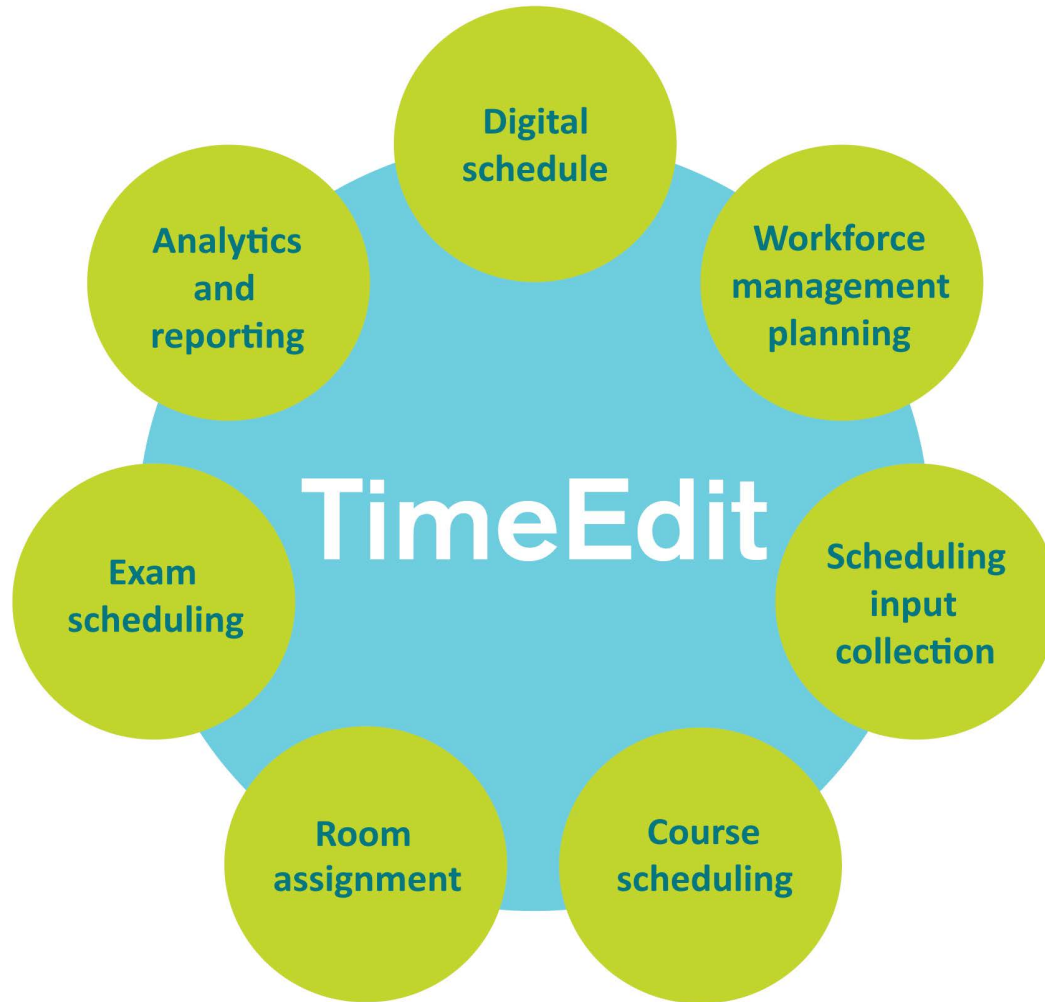 Digital
schedule
Workforce
management
planning
Scheduling
input
collection
Course
scheduling
Room
assignment
Exam
scheduling
Analytics
and
reporting
TimeEdit